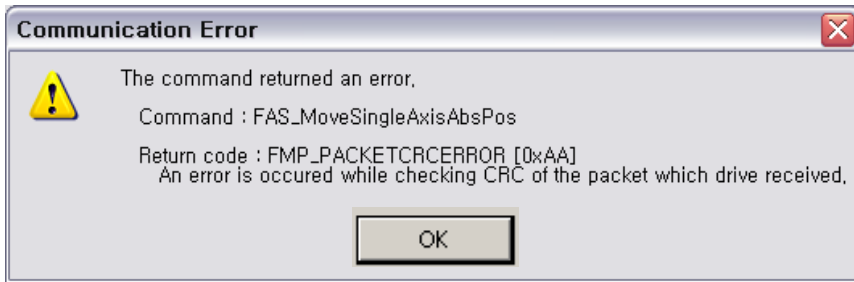 Communication Error
The command returned an error,
Command : FAS_MoveSingleAxisAbsPos
Return code : FMP_PACKETCRCERROR [0xAA]
An error is occured while checking CRC of the packet which drive received,
OK